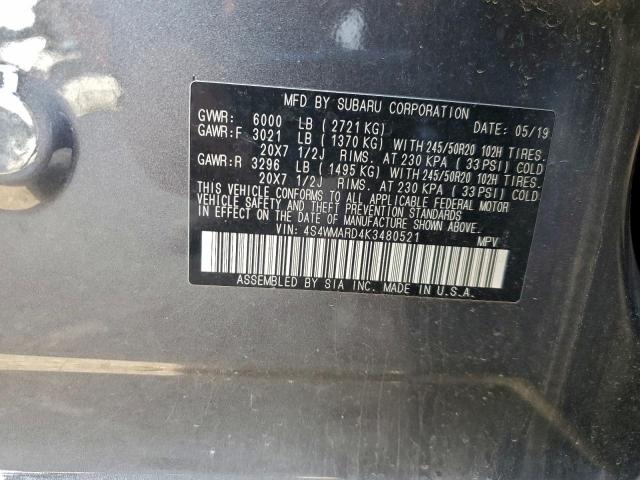 MFD BY SUBARU CORPORATION
GVWR: 6000 LB ( 2721 KG) DATE: 05/19
GAWR:F 3021 LB ( 1370 KG) WITH 245/50R20 102H TIRES.
20X7 1/2J RIMS. AT 230 KPA ( 33 PSI) COLD
GAWR:R 3296 LB ( 1495 KG) WITH 245/50R20 102H TIRES.
20X7 1/2J RIMS. AT 230 KPA ( 33 PSI) COLD
THIS VEHICLE CONFORMS TO ALL APPLICABLE FEDERAL MOTOR
VEHICLE SAFETY AND THEFT PREVENTION STANDARDS
IN EFFECT ON THE DATE OF MANUFACTURE SHOWN ABOVE.
VIN: 4S4WMARD4K3480521 MPV
ASSEMBLED BY SIA INC. MADE IN U.S.A.